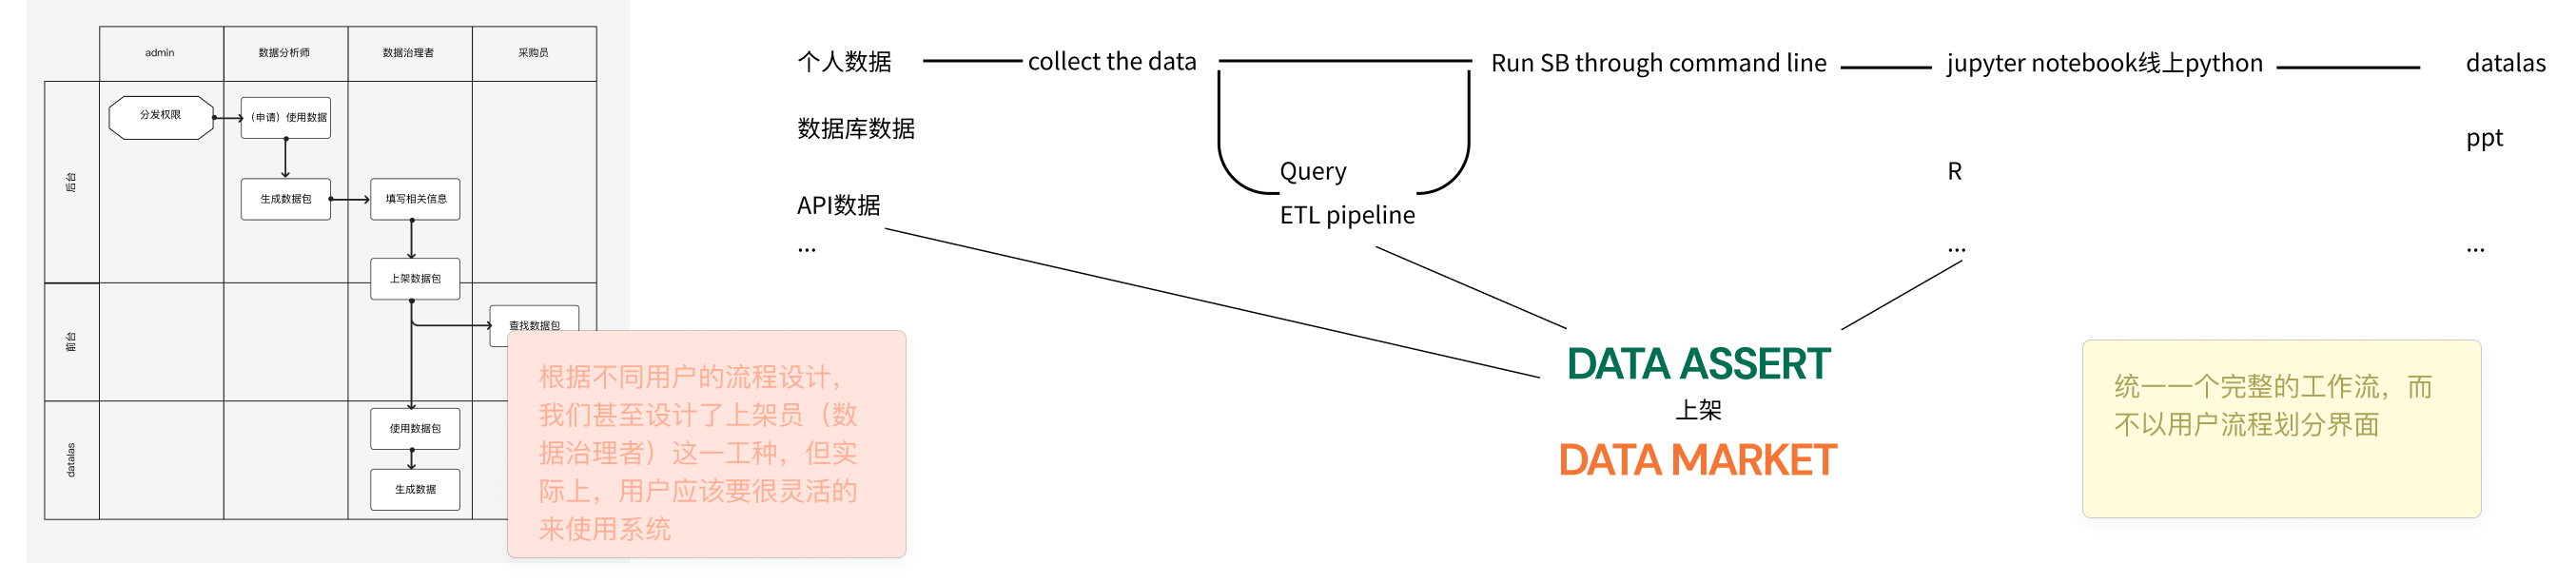 admin
数据分析师
数据治理者
采购员
后台
分发权限
（申请）使用数据
生成数据包
填写相关信息
上架数据包
前台
查找数据包
datalas
使用数据包
生成数据
根据不同用户的流程设计，
我们甚至设计了上架员（数
据治理者）这一工种，但实
际上，用户应该要很灵活的
来使用系统
个人数据
数据库数据
API数据
...
collect the data
Query
ETL pipeline
Run SB through command line
jupyter notebook线上python
R
...
datalas
ppt
...
DATA ASSERT
上架
DATA MARKET
统一一个完整的工作流，而
不以用户流程划分界面